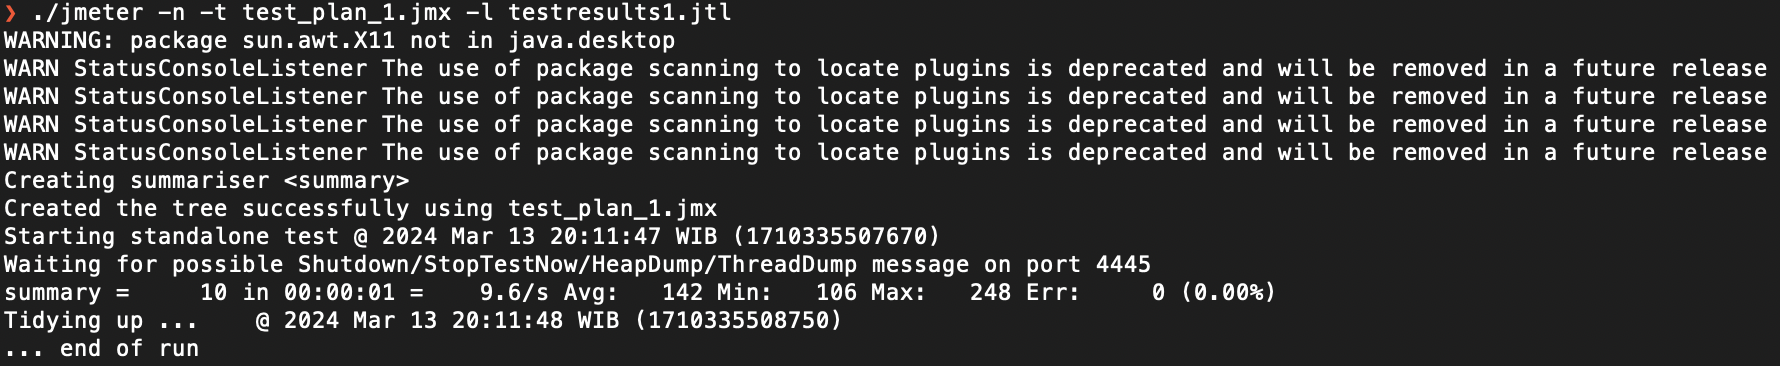 ❯ ./jmeter -n -t test_plan_1.jmx -l testresults1.jtl
WARNING: package sun.awt.X11 not in java.desktop
WARN StatusConsoleListener The use of package scanning to locate plugins is deprecated and will be removed in a future release
WARN StatusConsoleListener The use of package scanning to locate plugins is deprecated and will be removed in a future release
WARN StatusConsoleListener The use of package scanning to locate plugins is deprecated and will be removed in a future release
WARN StatusConsoleListener The use of package scanning to locate plugins is deprecated and will be removed in a future release
Creating summariser <summary>
Created the tree successfully using test_plan_1.jmx
Starting standalone test @ 2024 Mar 13 20:11:47 WIB (1710335507670)
Waiting for possible Shutdown/StopTestNow/HeapDump/ThreadDump message on port 4445
summary =     10 in 00:00:01 =    9.6/s Avg:   142 Min:   106 Max:   248 Err:     0 (0.00%)
Tidying up ...    @ 2024 Mar 13 20:11:48 WIB (1710335508750)
... end of run